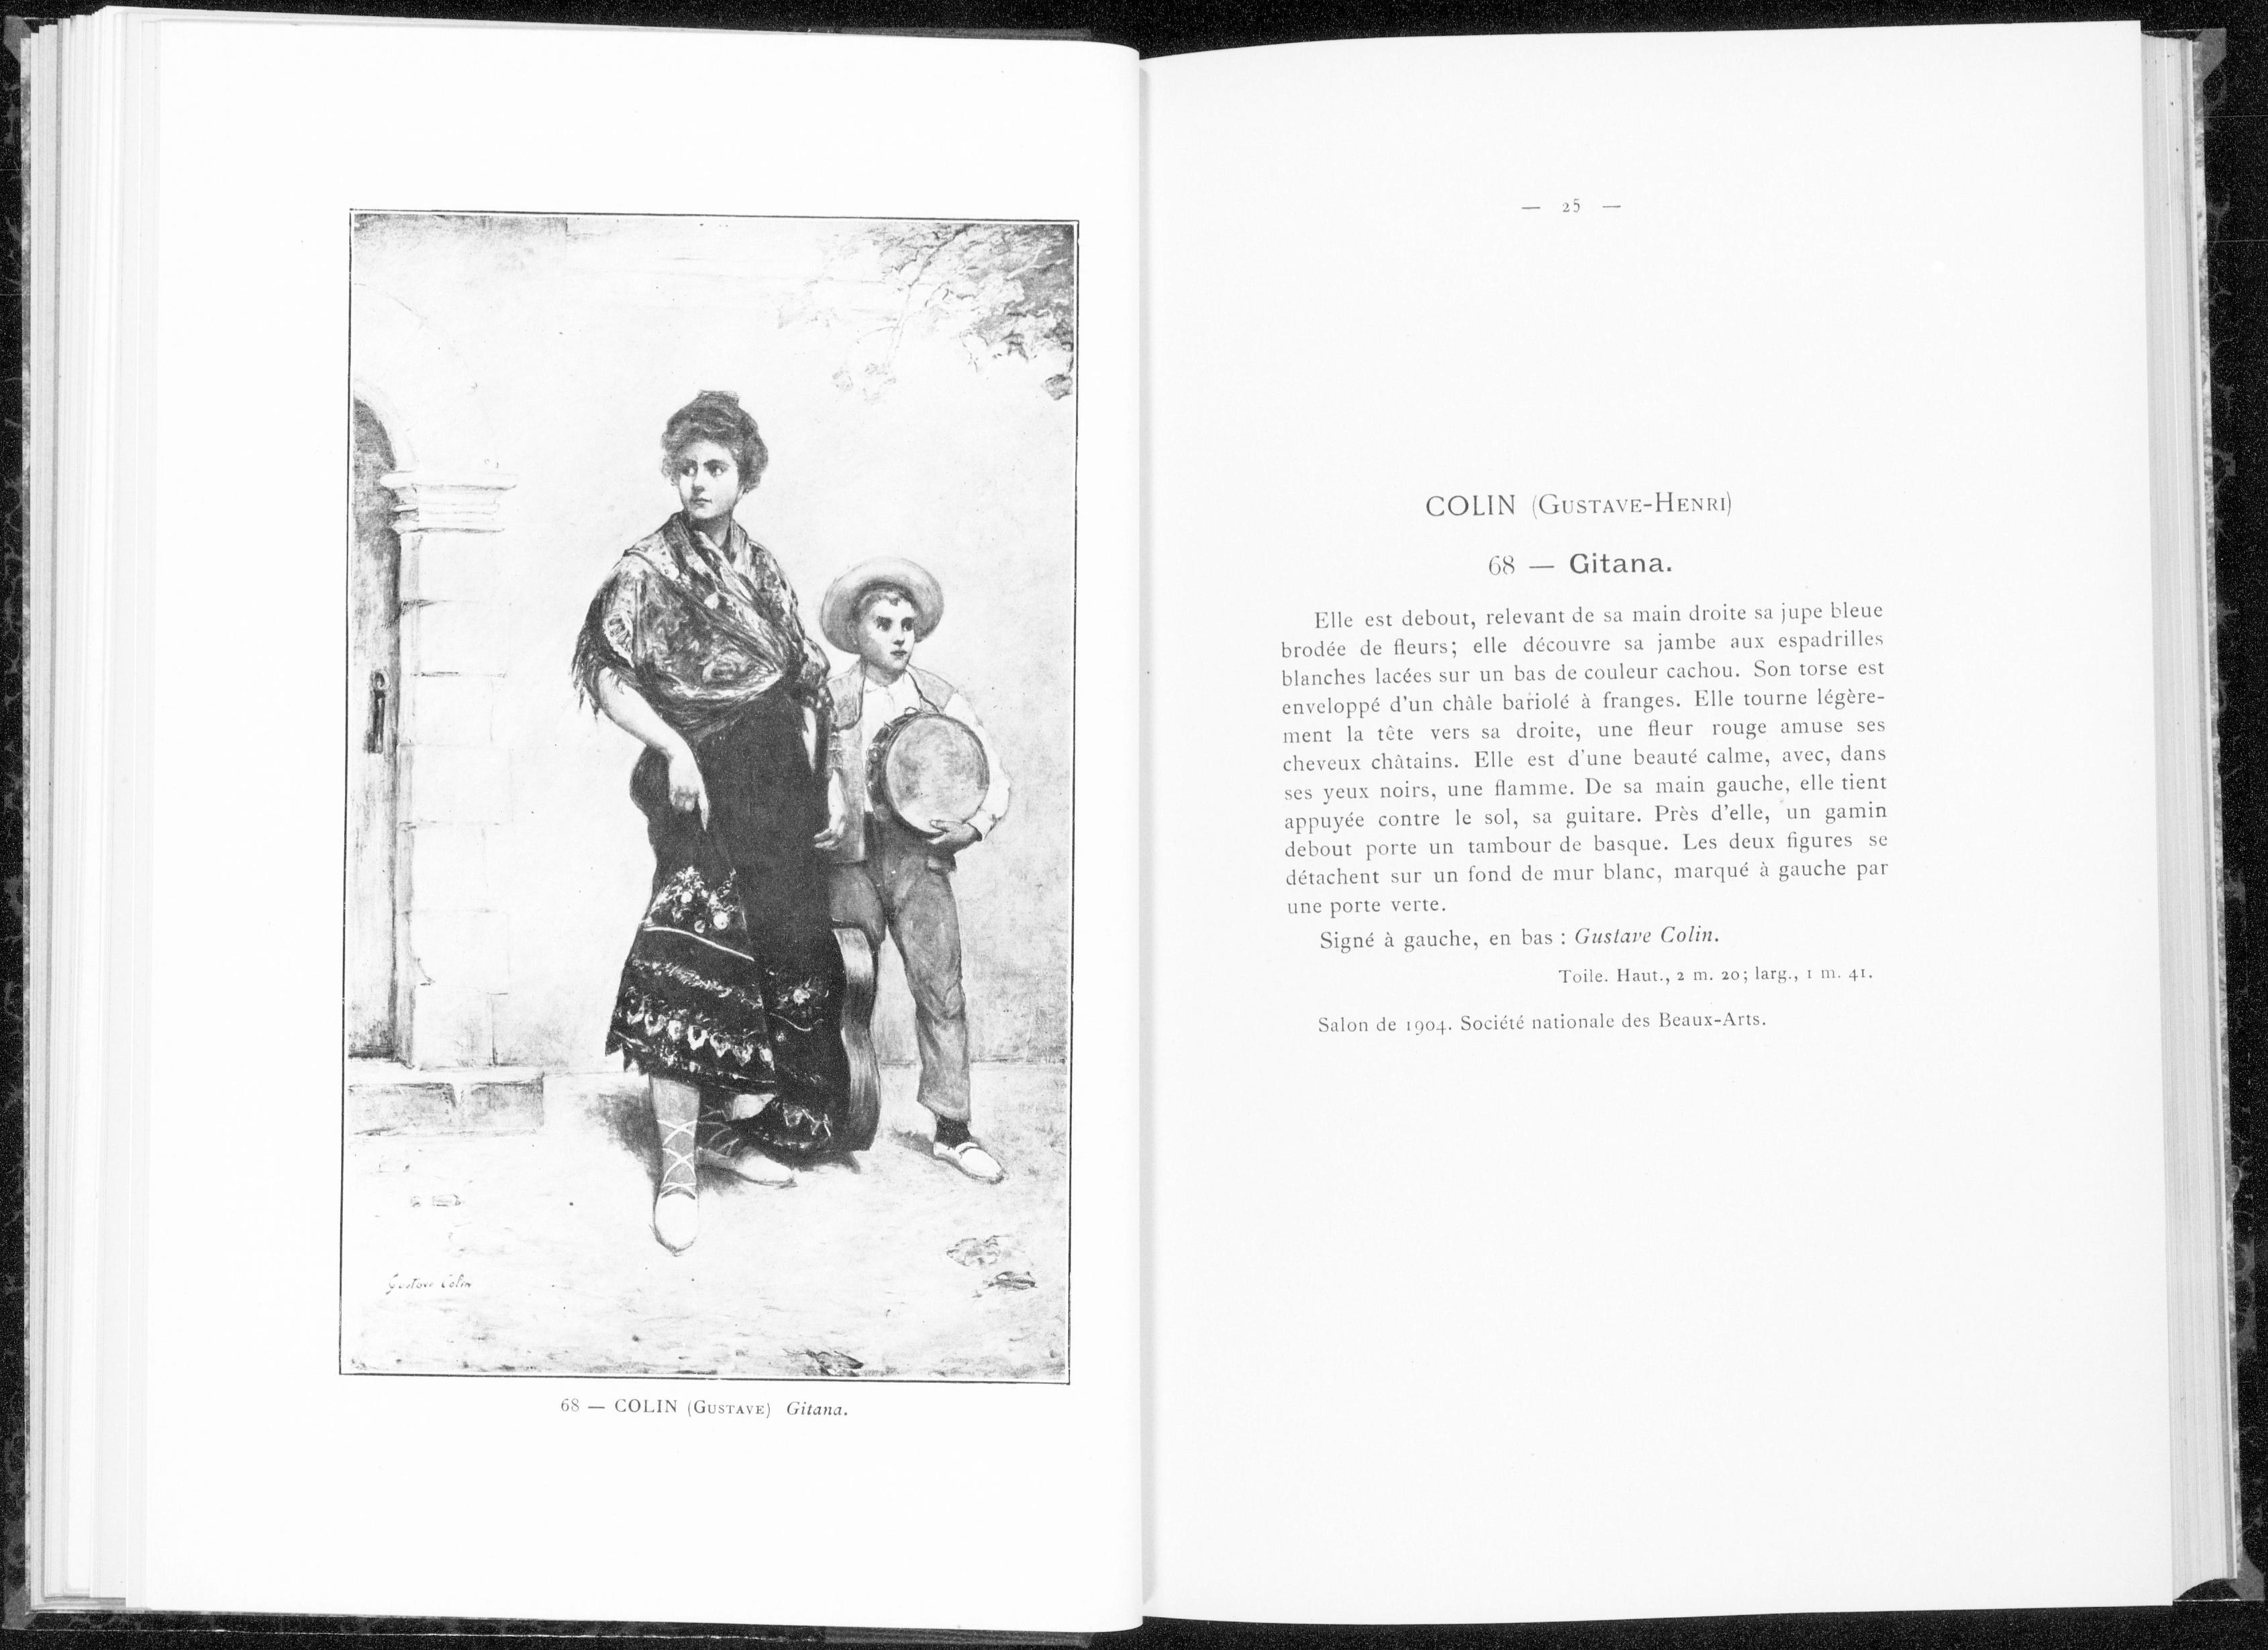 Gustave Colin
68 — COLIN (Gustave) Gitana.
— 25 —
COLIN (Gustave-Henri)
68 — Gitana.
Elle est debout, relevant de sa main droite sa jupe bleue
brodée de fleurs; elle découvre sa jambe aux espadrilles
blanches lacées sur un bas de couleur cachou. Son torse est
enveloppé d'un châle bariolé à franges. Elle tourne légère-
ment la tête vers sa droite, une fleur rouge amuse ses
cheveux châtains. Elle est d'une beauté calme, avec, dans
ses yeux noirs, une flamme. De sa main gauche, elle tient
appuyée contre le sol, sa guitare. Près d'elle, un gamin
debout porte un tambour de basque. Les deux figures se
détachent sur un fond de mur blanc, marqué à gauche par
une porte verte.
Signé à gauche, en bas : Gustave Colin.
Toile. Haut., 2 m. 20; larg., 1 m. 41.
Salon de 1904. Société nationale des Beaux-Arts.